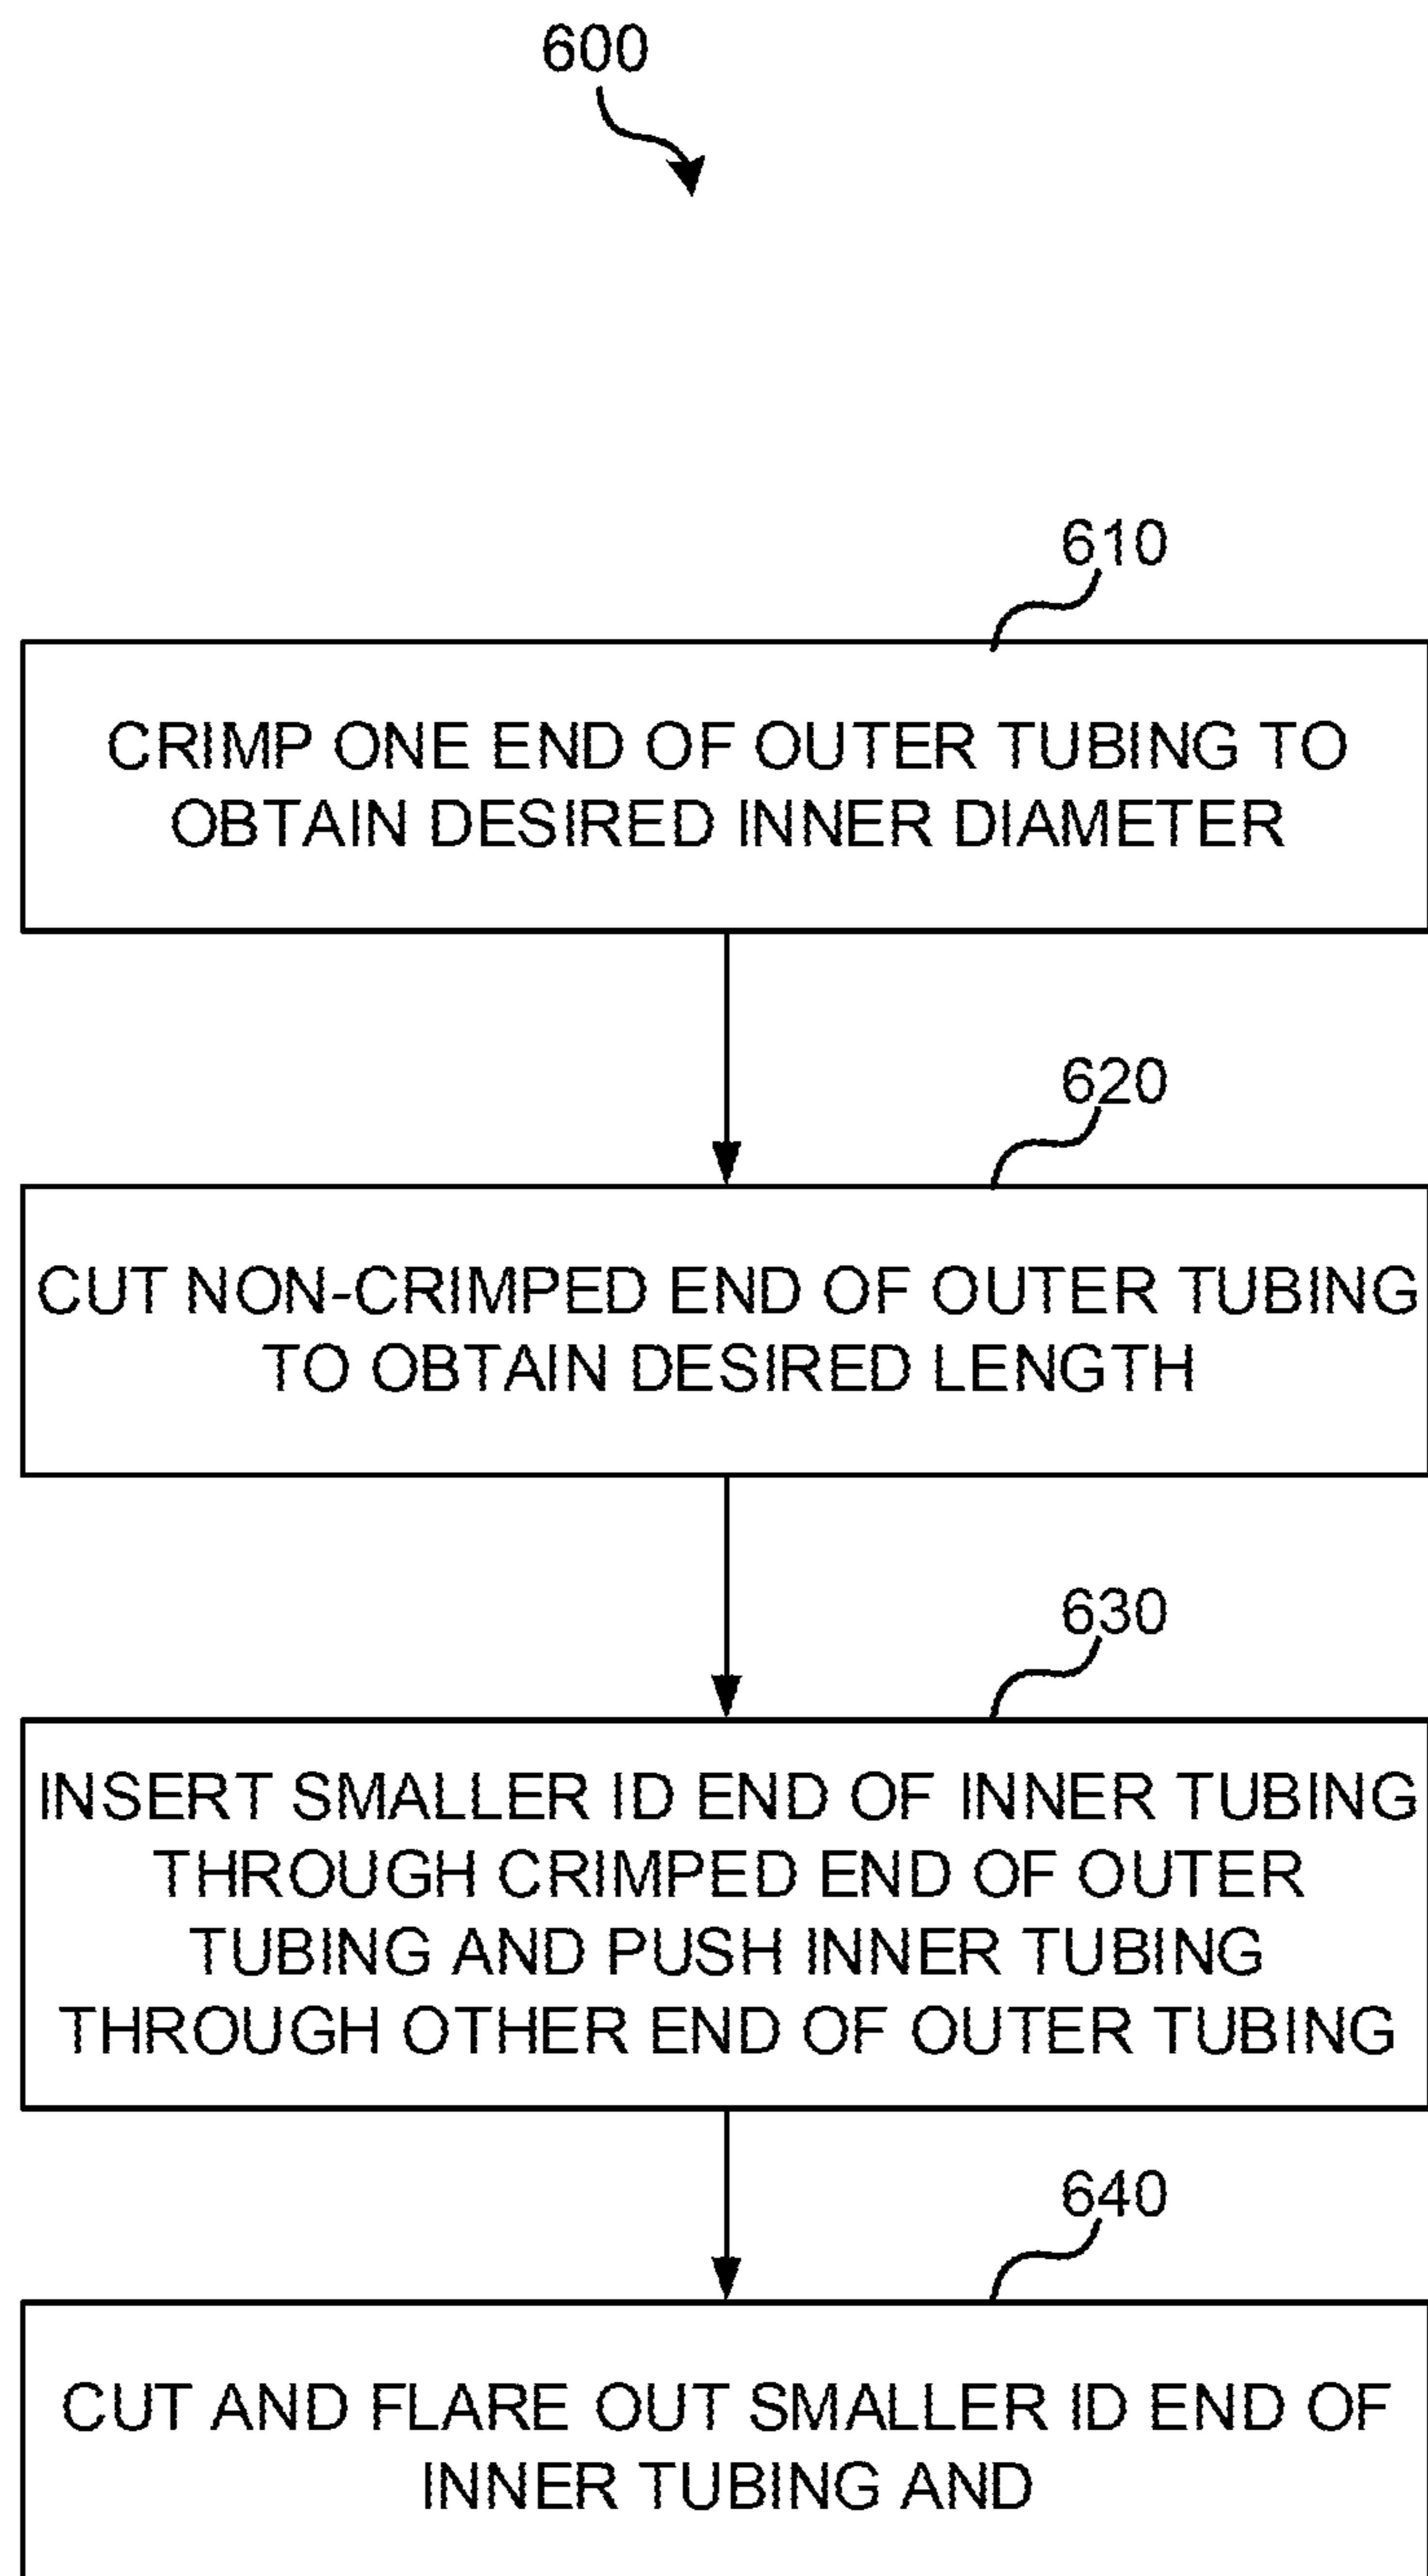 600
610
CRIMP ONE END OF OUTER TUBING TO
OBTAIN DESIRED INNER DIAMETER
620
CUT NON-CRIMPED END OF OUTER TUBING
TO OBTAIN DESIRED LENGTH
630
INSERT SMALLER ID END OF INNER TUBING
THROUGH CRIMPED END OF OUTER
TUBING AND PUSH INNER TUBING
THROUGH OTHER END OF OUTER TUBING
640
CUT AND FLARE OUT SMALLER ID END OF
INNER TUBING AND